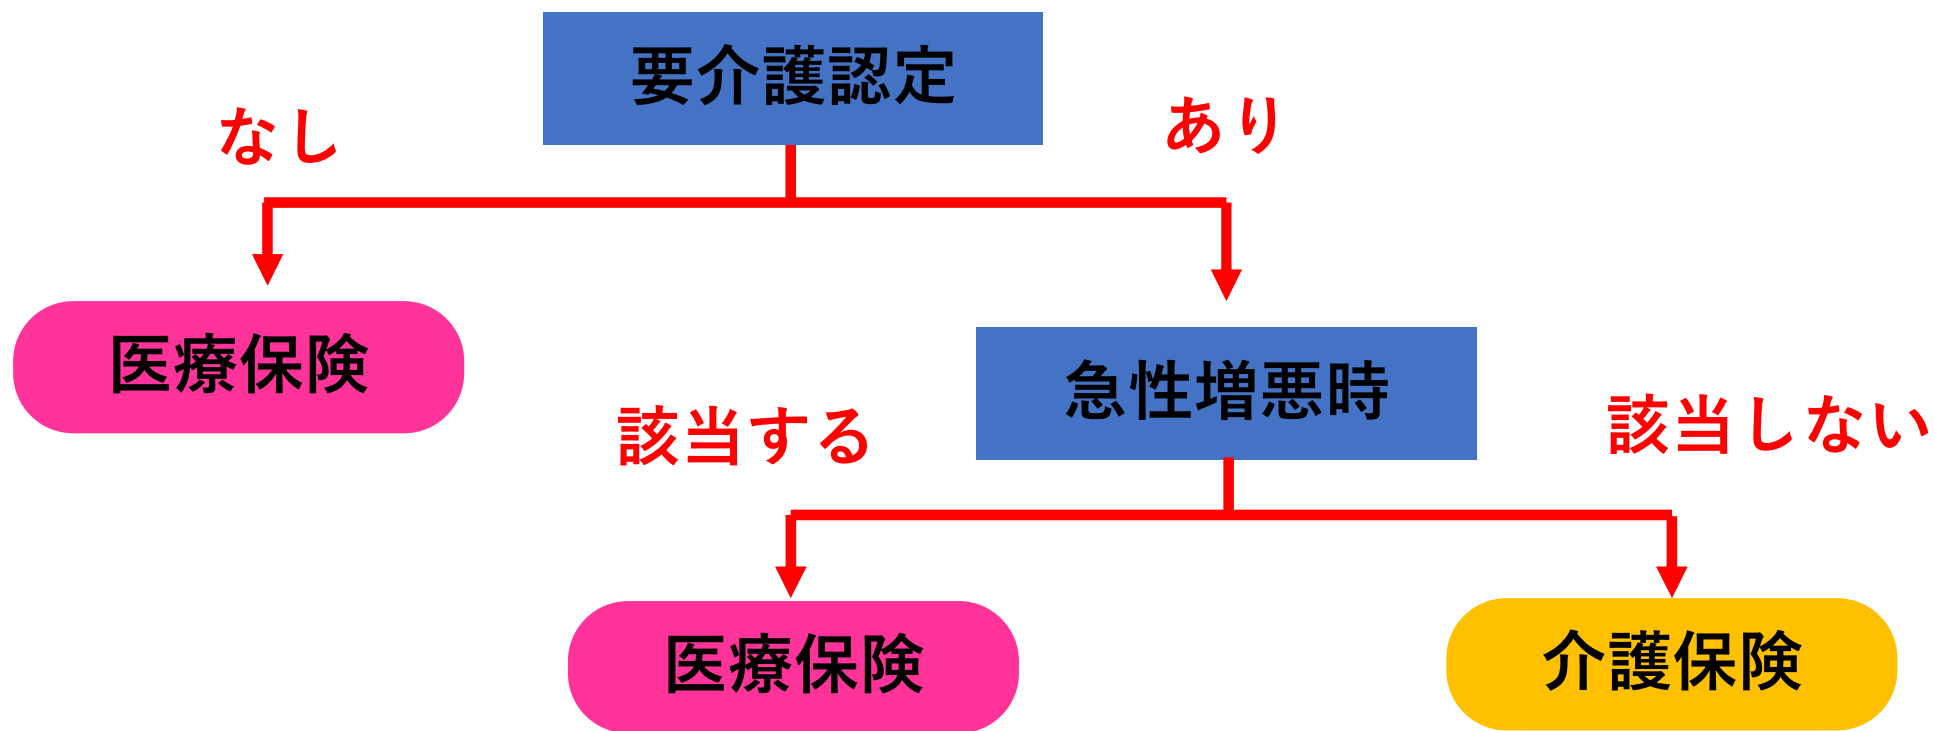 要介護認定
なし
あり
医療保険
急性増悪時
該当する
該当しない
医療保険
介護保険